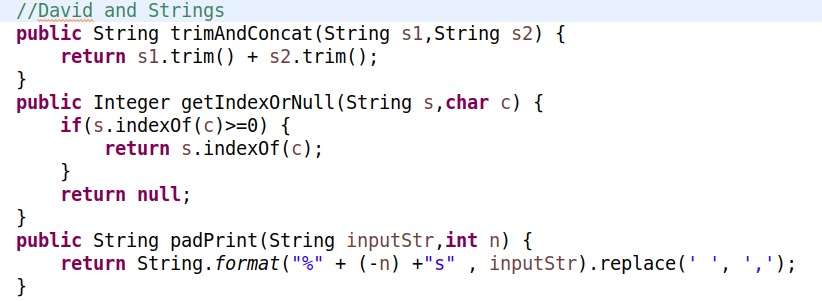 //David and Strings
public String trimAndConcat(String s1,String s2) {
    return s1.trim() + s2.trim();
}
public Integer getIndexOrNull(String s,char c) {
    if(s.indexOf(c)>=0) {
        return s.indexOf(c);
    }
    return null;
}
public String padPrint(String inputStr,int n) {
    return String.format("%" + (-n) +"s" , inputStr).replace(' ', ',');
}